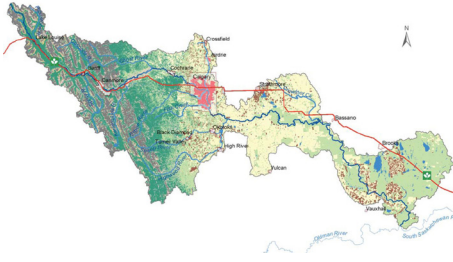 N
Crossfield
Airdrie
Lake Louise
Cochrane
Banff
Canmore
Calgary
Strathmore
Bassano
Black Diamond
Okotoks
Turner Valley
High River
Brooks
Vulcan
Vauxhall
Oldman River
South Saskatchewan